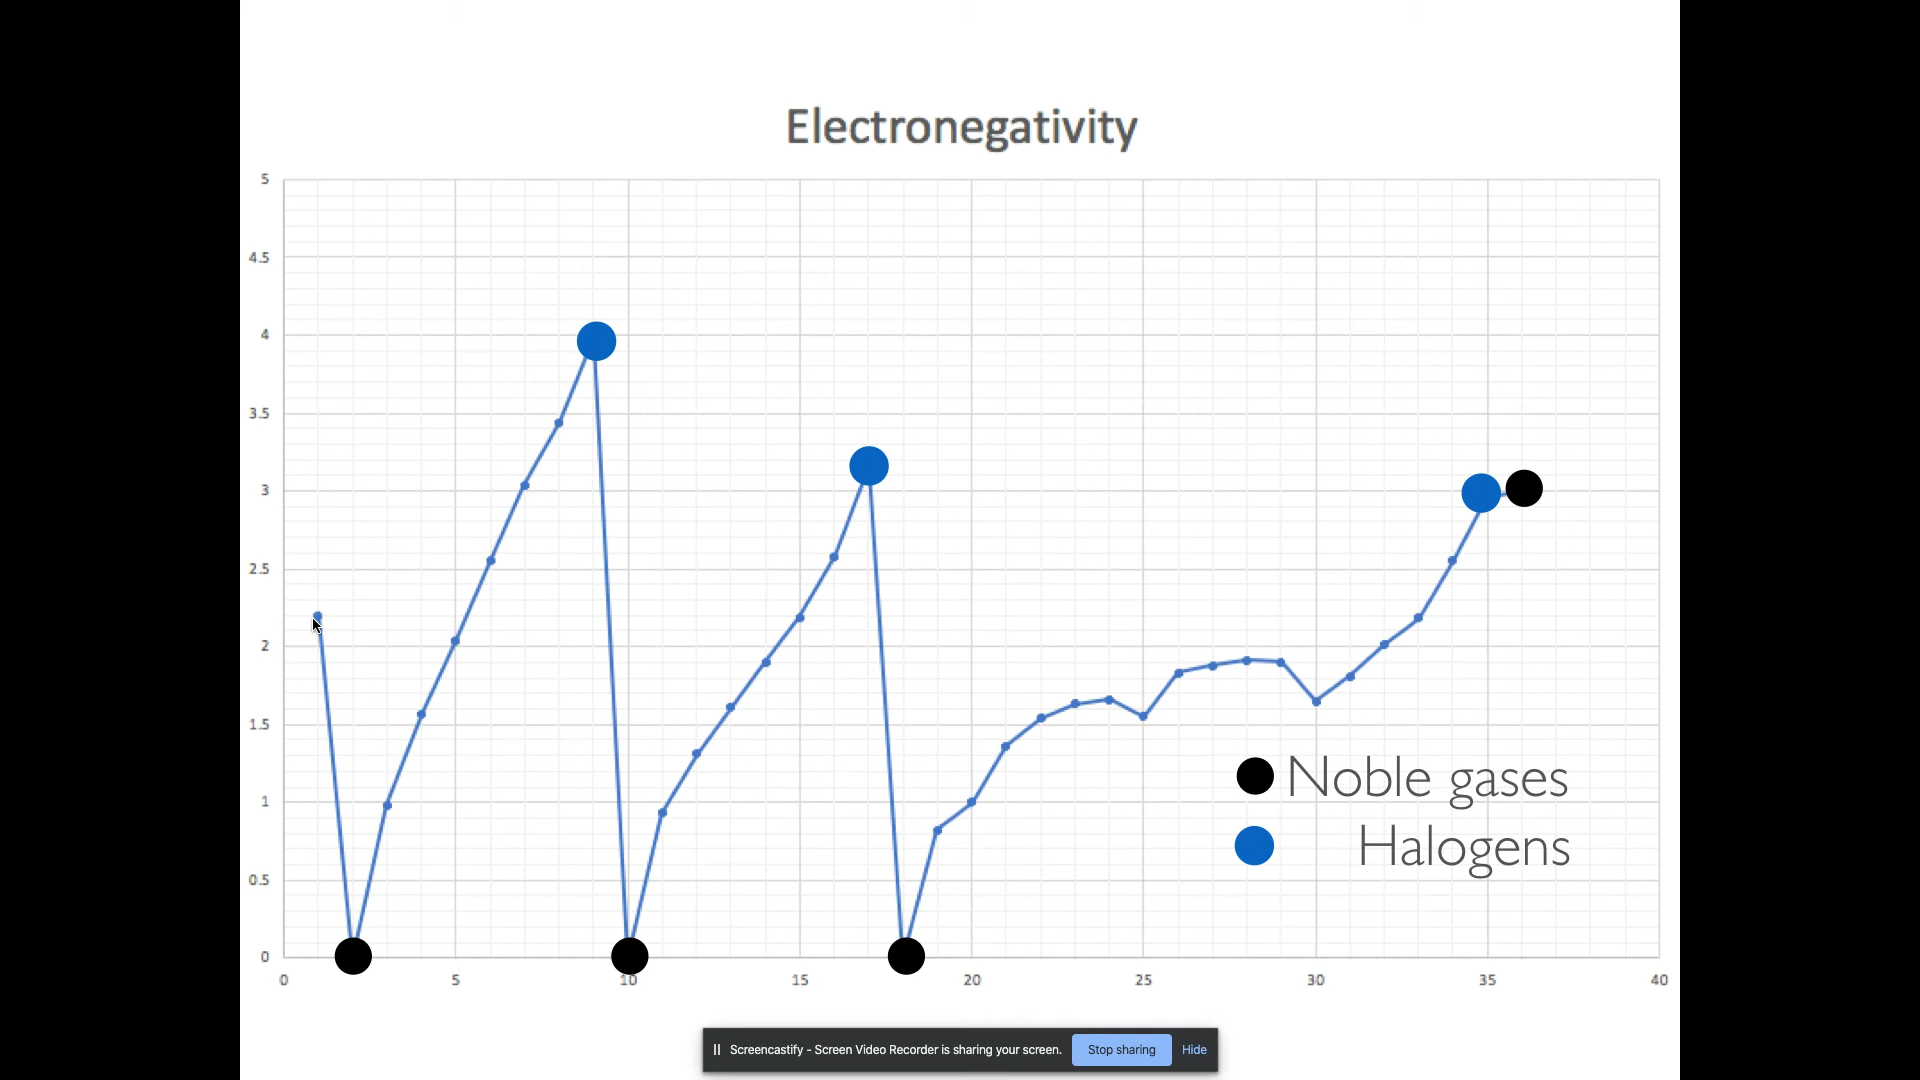 Electronegativity
5
4.5
4
3.5
3
2.5
2
1.5
1
0.5
0
0 5 10 15 20 25 30 35 40
Noble gases
Halogens
Screencastify - Screen Video Recorder is sharing your screen. Stop sharing Hide